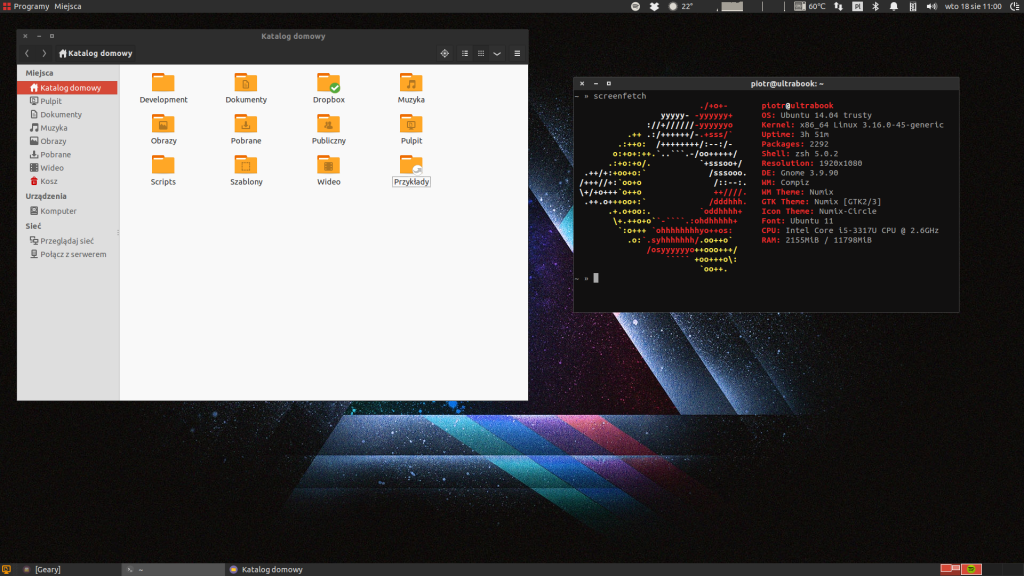 Programy Miejsca
22° 60°C Pl wto 18 sie 11:00
Katalog domowy
Katalog domowy
Miejsca
Katalog domowy
Pulpit
Dokumenty
Muzyka
Obrazy
Pobrane
Wideo
Kosz
Urządzenia
Komputer
Sieć
Przeglądaj sieć
Połącz z serwerem
Development Dokumenty Dropbox Muzyka
Obrazy Pobrane Publiczny Pulpit
Scripts Szablony Wideo Przykłady
piotr@ultrabook: ~
~ » screenfetch
piotr@ultrabook
OS: Ubuntu 14.04 trusty
Kernel: x86_64 Linux 3.16.0-45-generic
Uptime: 3h 51m
Packages: 2292
Shell: zsh 5.0.2
Resolution: 1920x1080
DE: Gnome 3.9.90
WM: Compiz
WM Theme: Numix
GTK Theme: Numix [GTK2/3]
Icon Theme: Numix-Circle
Font: Ubuntu 11
CPU: Intel Core i5-3317U CPU @ 2.6GHz
RAM: 2155MiB / 11798MiB
~ »
[Geary] ~ Katalog domowy